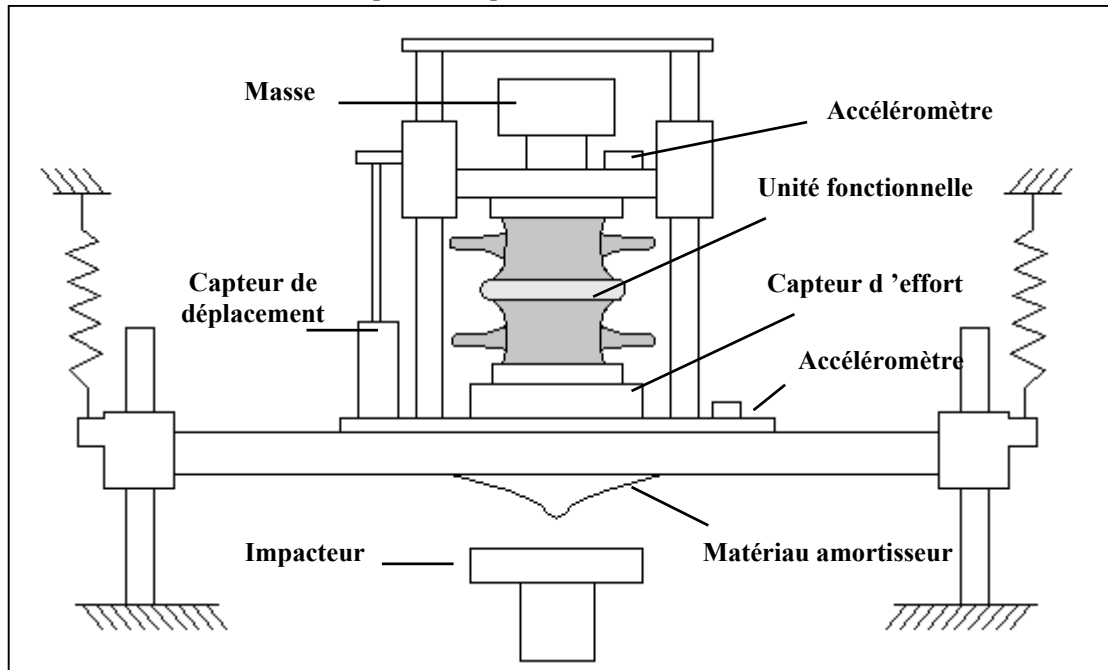 Masse
Accéléromètre
Unité fonctionnelle
Capteur de
déplacement
Capteur d ’effort
Accéléromètre
Impacteur
Matériau amortisseur